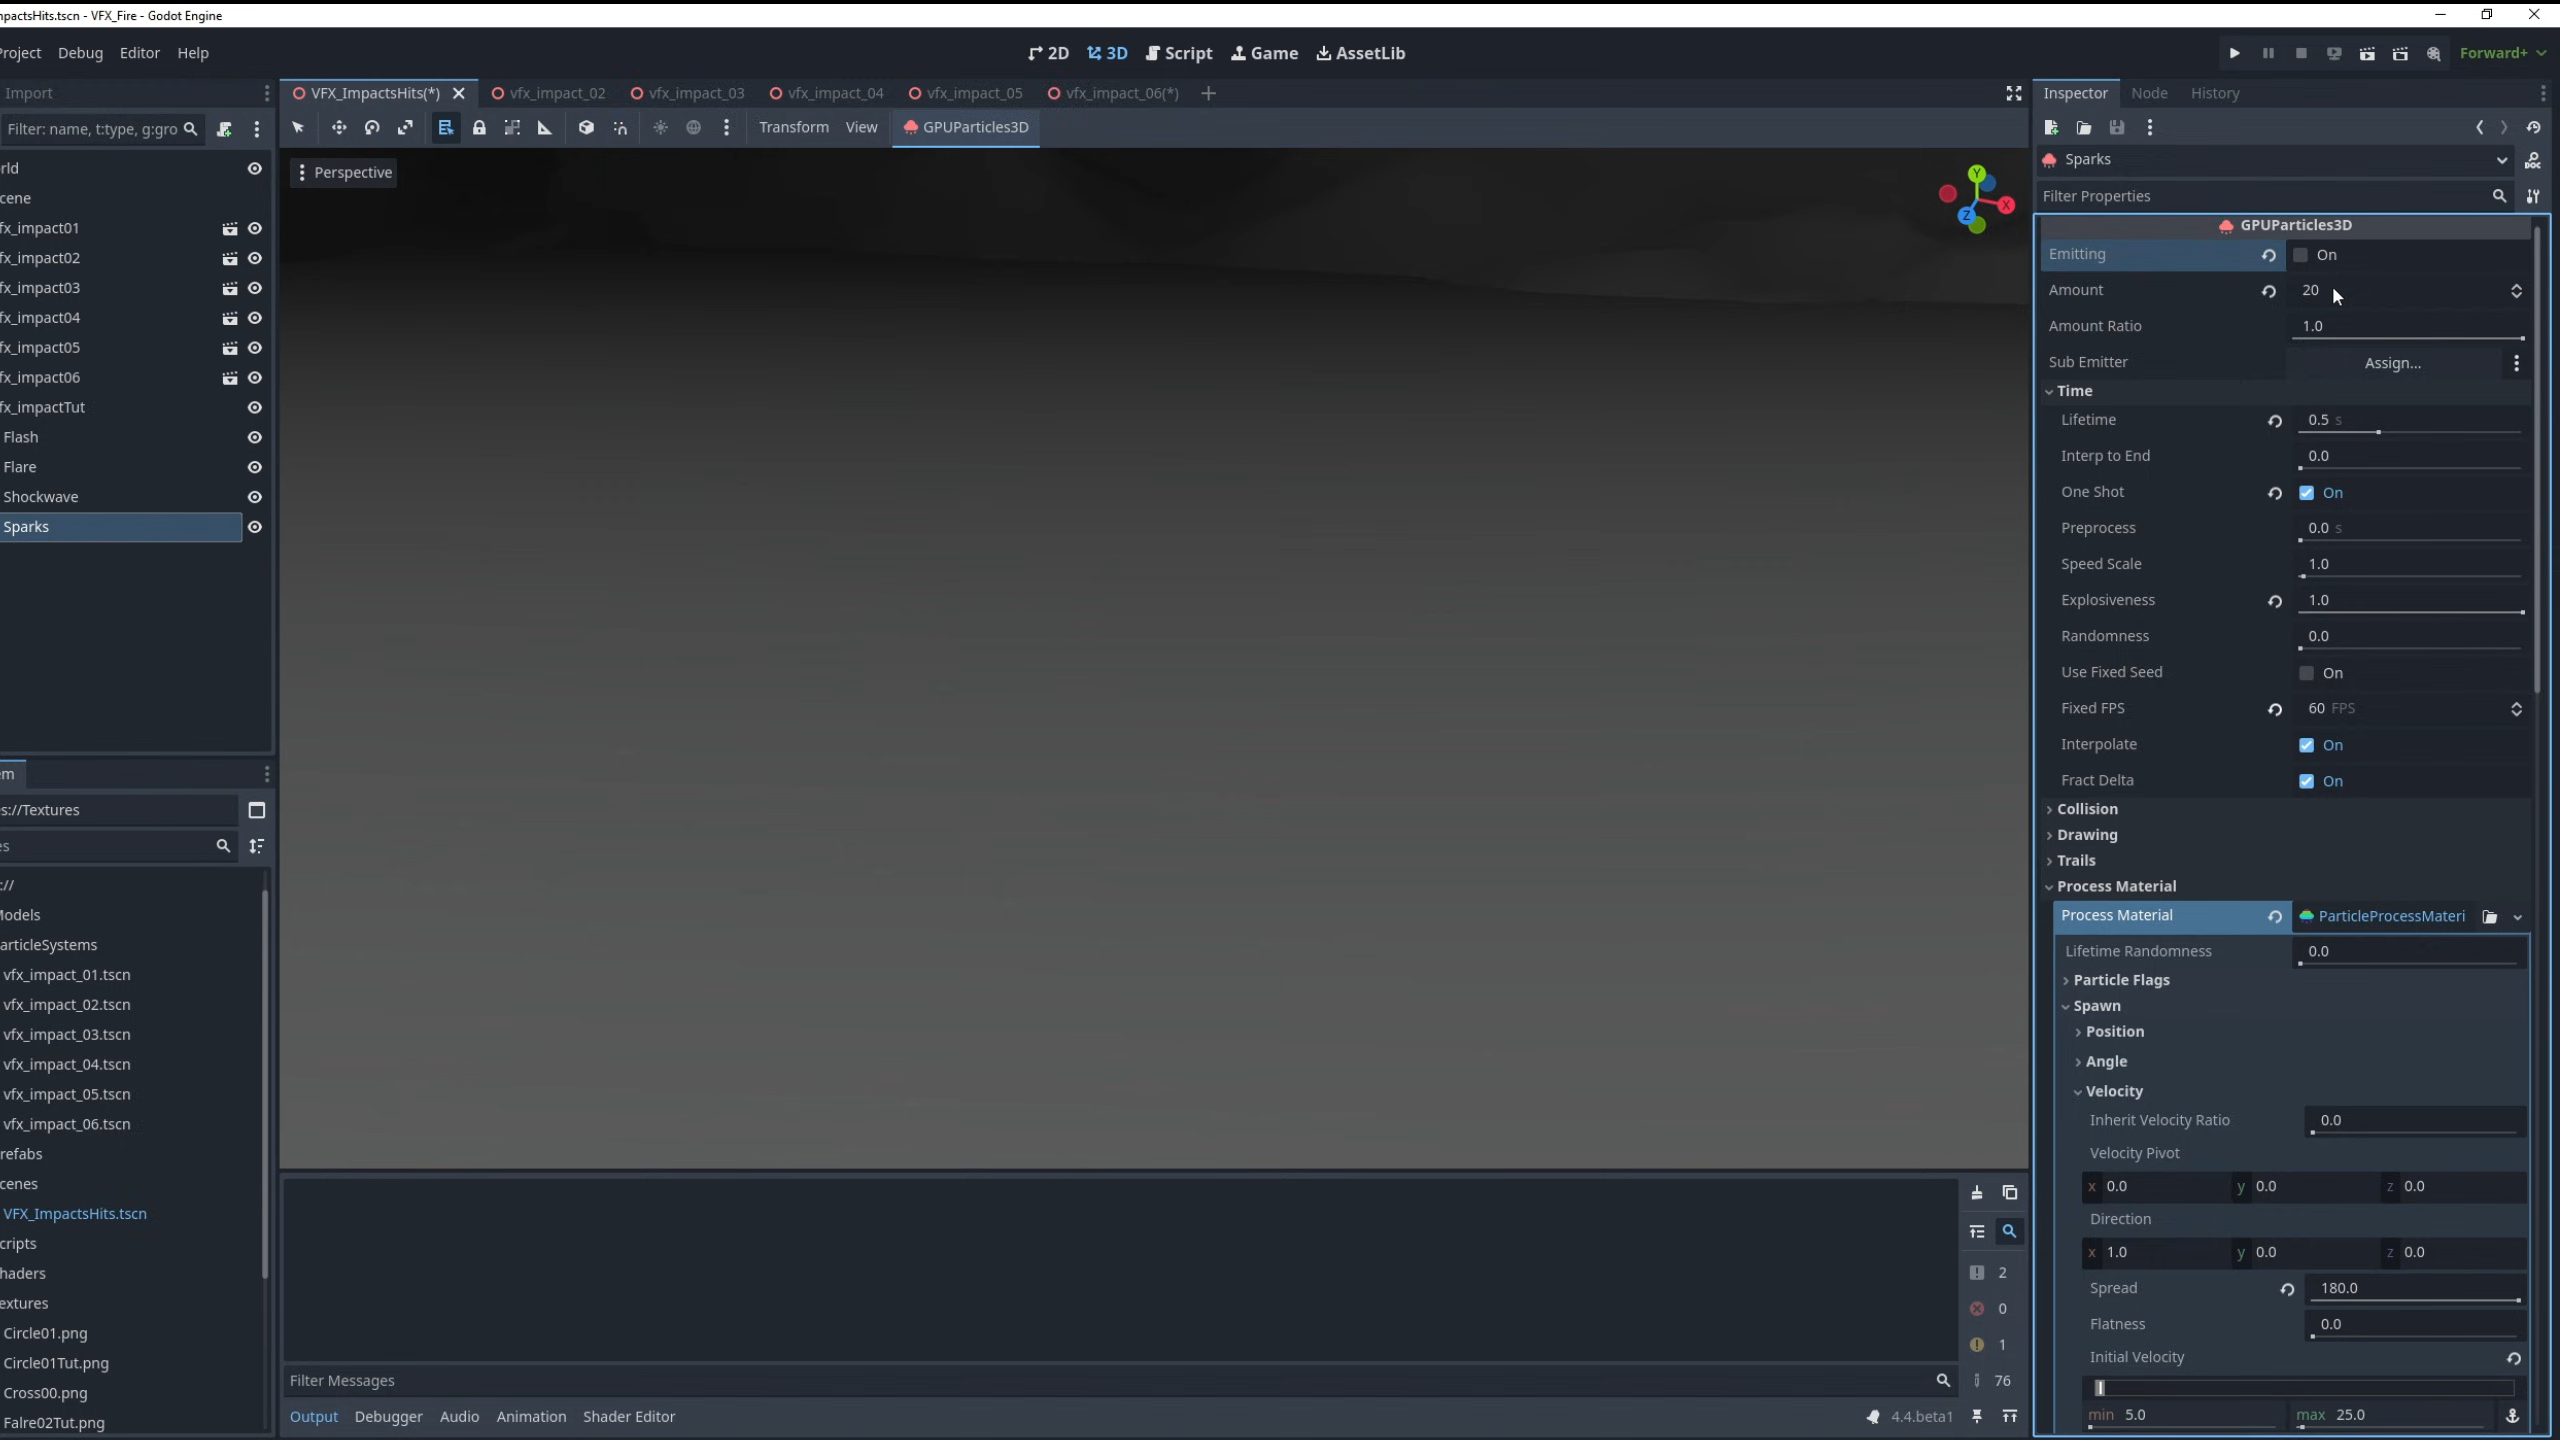 npactsHits.tscn - VFX_Fire - Godot Engine
Project Debug Editor Help
2D 3D Script Game AssetLib
Forward+
Import
VFX_ImpactsHits(*) vfx_impact_02 vfx_impact_03 vfx_impact_04 vfx_impact_05 vfx_impact_06(*)
Inspector Node History
Filter: name, t:type, g:gro
Transform View GPUParticles3D
Perspective
rld
cene
fx_impact01
fx_impact02
fx_impact03
fx_impact04
fx_impact05
fx_impact06
fx_impactTut
Flash
Flare
Shockwave
Sparks
em
es://Textures
es
://
Models
articleSystems
vfx_impact_01.tscn
vfx_impact_02.tscn
vfx_impact_03.tscn
vfx_impact_04.tscn
vfx_impact_05.tscn
vfx_impact_06.tscn
refabs
cenes
VFX_ImpactsHits.tscn
cripts
haders
extures
Circle01.png
Circle01Tut.png
Cross00.png
Falre02Tut.png
Y
X
Z
2
0
1
Filter Messages
76
Output Debugger Audio Animation Shader Editor
4.4.beta1
Sparks
DOC
Filter Properties
GPUParticles3D
Emitting On
Amount 20
Amount Ratio 1.0
Sub Emitter Assign...
Time
Lifetime 0.5 s
Interp to End 0.0
One Shot On
Preprocess 0.0 s
Speed Scale 1.0
Explosiveness 1.0
Randomness 0.0
Use Fixed Seed On
Fixed FPS 60 FPS
Interpolate On
Fract Delta On
Collision
Drawing
Trails
Process Material
Process Material ParticleProcessMateri
Lifetime Randomness 0.0
Particle Flags
Spawn
Position
Angle
Velocity
Inherit Velocity Ratio 0.0
Velocity Pivot
x 0.0 y 0.0 z 0.0
Direction
x 1.0 y 0.0 z 0.0
Spread 180.0
Flatness 0.0
Initial Velocity
min 5.0 max 25.0